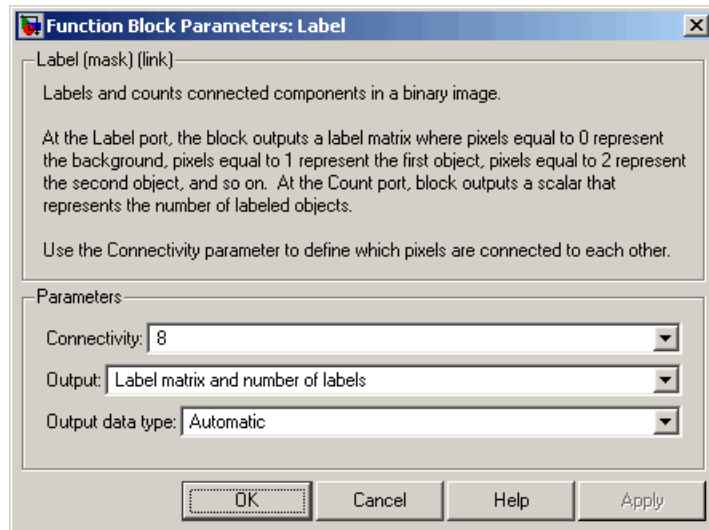 Function Block Parameters: Label
Label (mask) (link)
Labels and counts connected components in a binary image.
At the Label port, the block outputs a label matrix where pixels equal to 0 represent
the background, pixels equal to 1 represent the first object, pixels equal to 2 represent
the second object, and so on.  At the Count port, block outputs a scalar that
represents the number of labeled objects.
Use the Connectivity parameter to define which pixels are connected to each other.
Parameters
Connectivity: 8
Output: Label matrix and number of labels
Output data type: Automatic
OK Cancel Help Apply